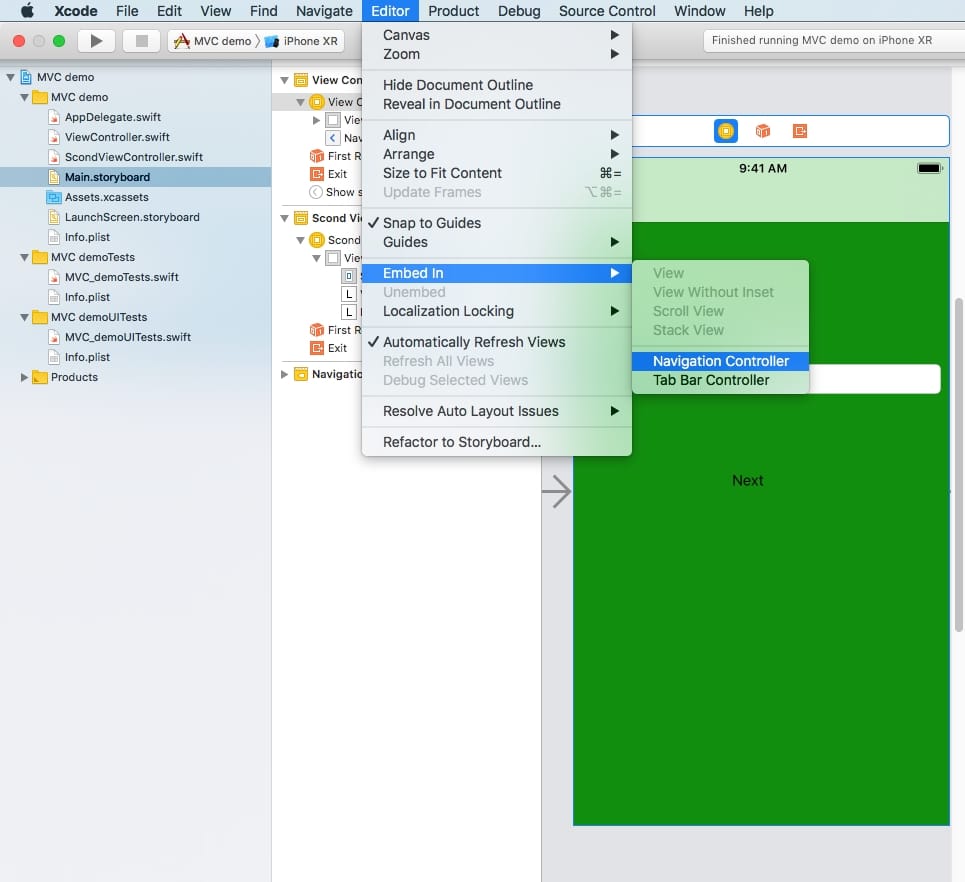 Xcode File Edit View Find Navigate Editor Product Debug Source Control Window Help
MVC demo iPhone XR
Finished running MVC demo on iPhone XR
MVC demo
MVC demo
AppDelegate.swift
ViewController.swift
ScondViewController.swift
Main.storyboard
Assets.xcassets
LaunchScreen.storyboard
Info.plist
MVC demoTests
MVC_demoTests.swift
Info.plist
MVC demoUITests
MVC_demoUITests.swift
Info.plist
Products
View Con
View C
Vie
Nav
First R
Exit
Show s
Scond Vie
Scond
Vie
L
L
First R
Exit
Navigatio
Canvas
Zoom
Hide Document Outline
Reveal in Document Outline
Align
Arrange
Size to Fit Content ⌘=
Update Frames ⌥⌘=
Snap to Guides
Guides
Embed In
Unembed
Localization Locking
Automatically Refresh Views
Refresh All Views
Debug Selected Views
Resolve Auto Layout Issues
Refactor to Storyboard...
View
View Without Inset
Scroll View
Stack View
Navigation Controller
Tab Bar Controller
9:41 AM
Next